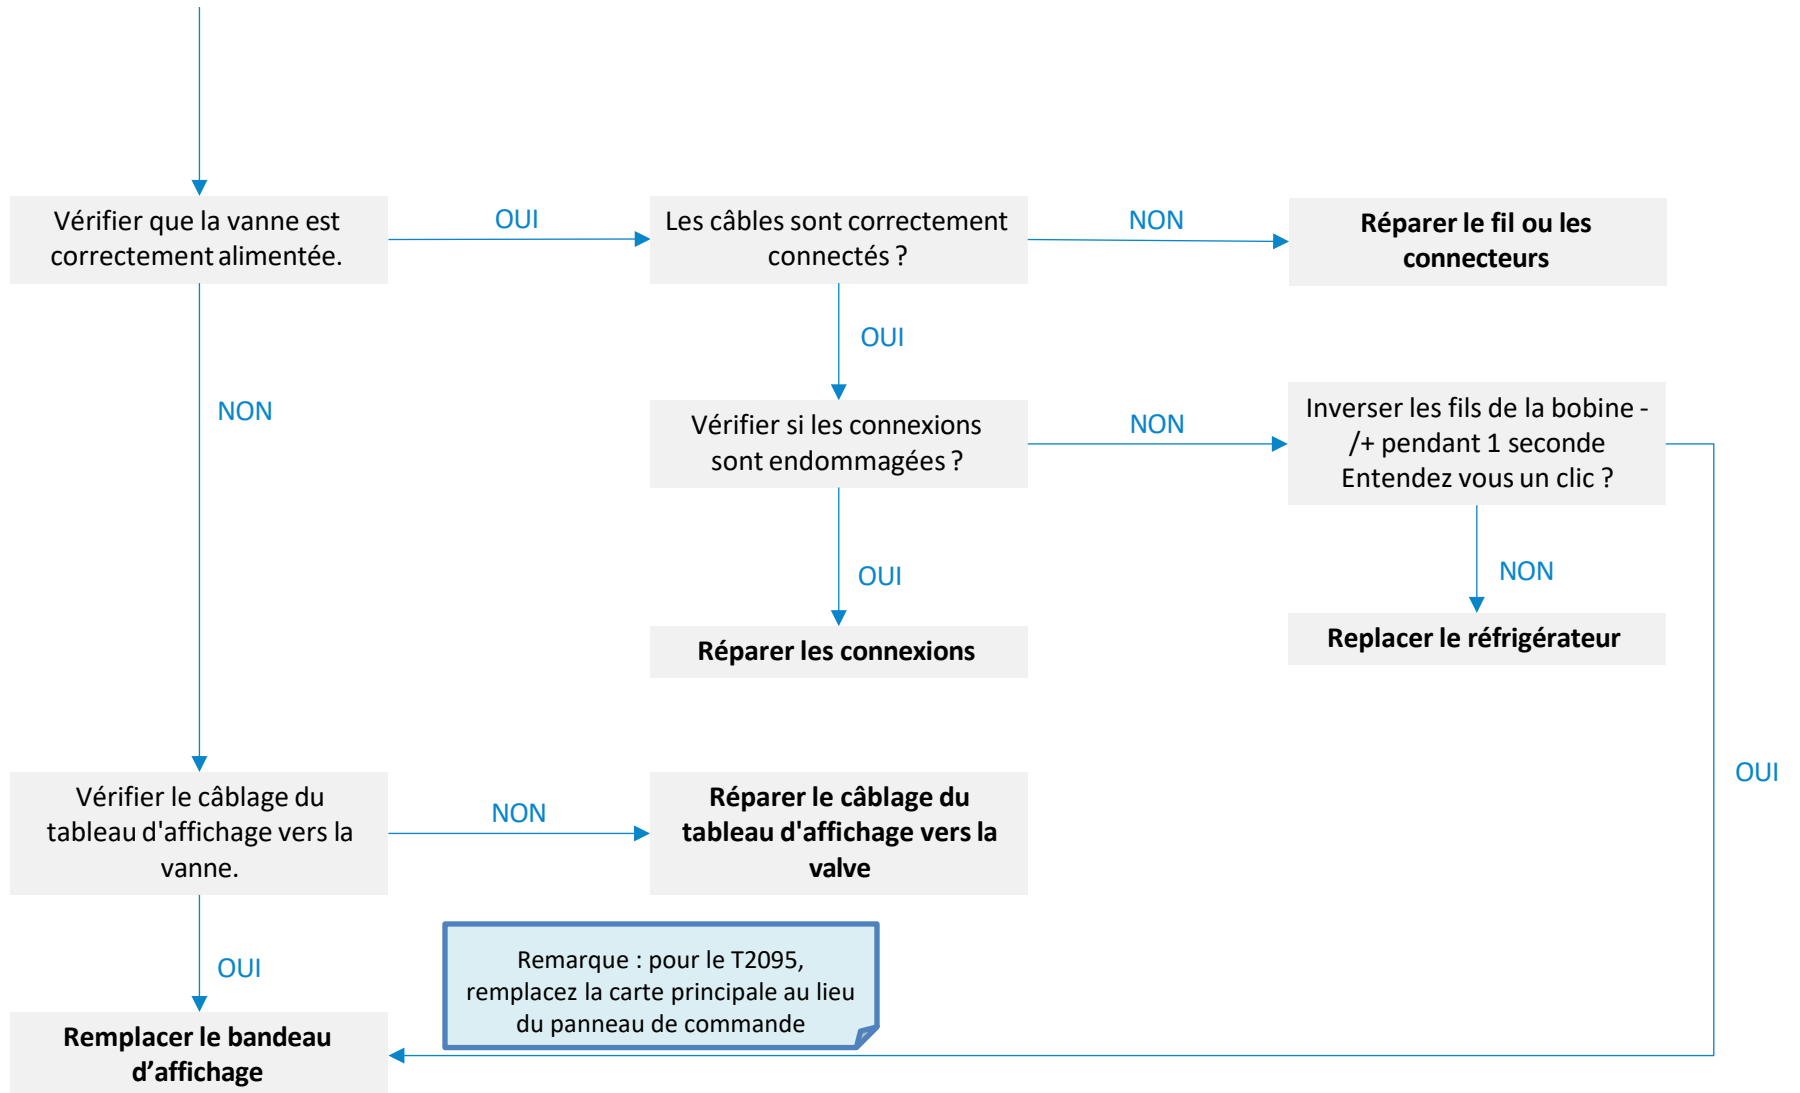 Vérifier que la vanne est
correctement alimentée.
OUI
Les câbles sont correctement
connectés ?
NON
Réparer le fil ou les
connecteurs
OUI
NON
Vérifier si les connexions
sont endommagées ?
NON
Inverser les fils de la bobine -
/+ pendant 1 seconde
Entendez vous un clic ?
OUI
NON
Réparer les connexions
Replacer le réfrigérateur
OUI
Vérifier le câblage du
tableau d'affichage vers la
vanne.
NON
Réparer le câblage du
tableau d'affichage vers la
valve
OUI
Remarque : pour le T2095,
remplacez la carte principale au lieu
du panneau de commande
Remplacer le bandeau
d’affichage